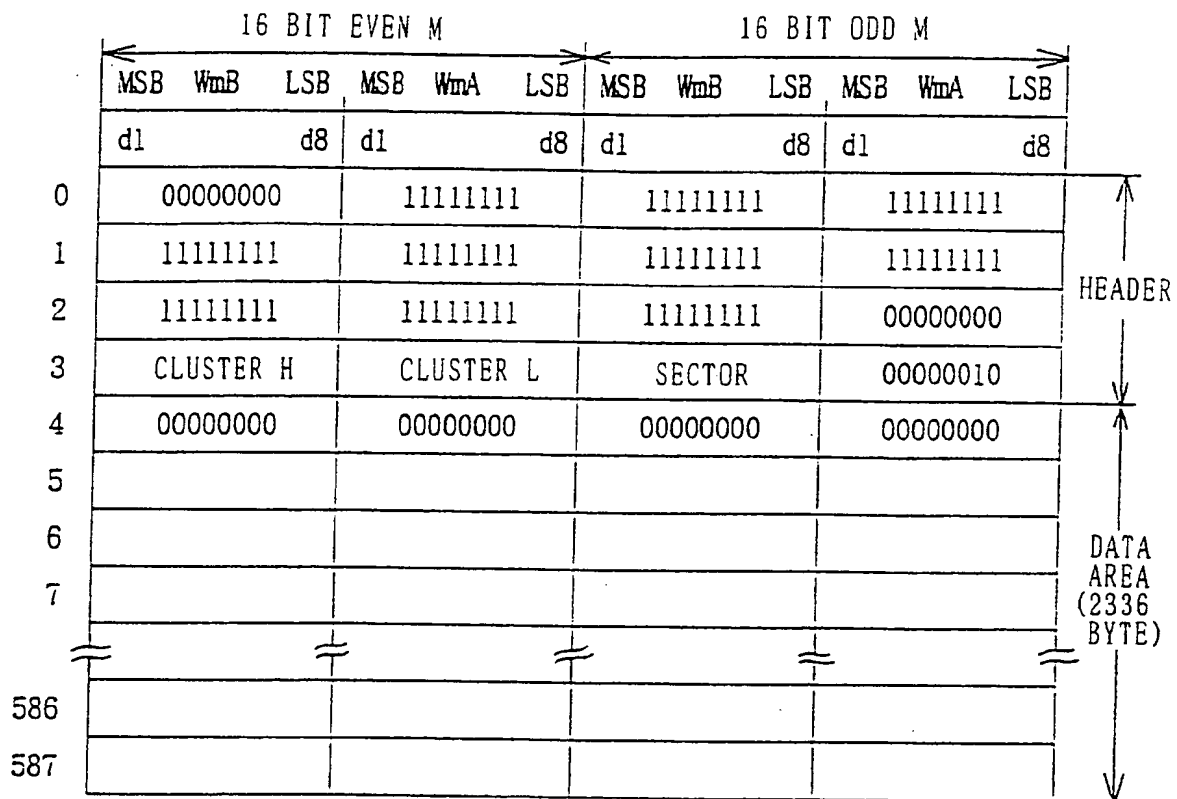 16 BIT EVEN M 16 BIT ODD M
MSB WmB LSB MSB WmA LSB MSB WmB LSB MSB WmA LSB
d1 d8 d1 d8 d1 d8 d1 d8
0 00000000 11111111 11111111 11111111
1 11111111 11111111 11111111 11111111
2 11111111 11111111 11111111 00000000
HEADER
3 CLUSTER H CLUSTER L SECTOR 00000010
4 00000000 00000000 00000000 00000000
5
6
7
DATA
AREA
(2336
BYTE)
586
587